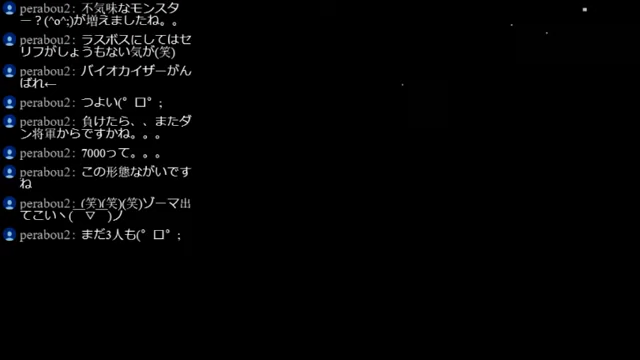 perabou2: 不気味なモンスタ
ー？(^o^;)が増えましたね。。
perabou2: ラスボスにしてはセ
リフがしょうもない気が(笑)
perabou2: バイオカイザーがん
ばれ←
perabou2: つよい(°ロ°;
perabou2: 負けたら、、またダ
ン将軍からですかね。。。
perabou2: 7000って。。。
perabou2: この形態ながいです
ね
perabou2: (笑)(笑)(笑)ゾーマ出
てこいヽ(￣▽￣)ノ
perabou2: まだ3人も(°ロ°;